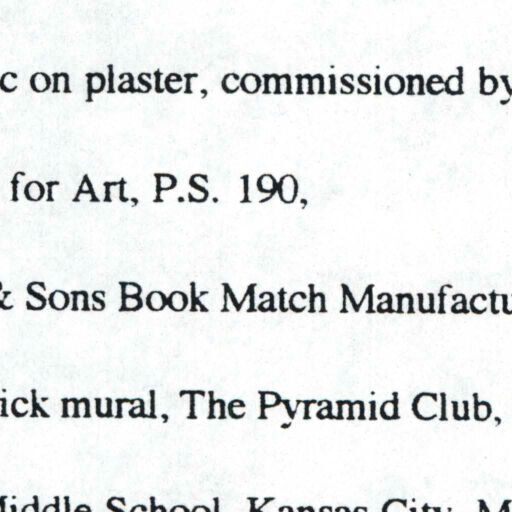 c on plaster, commissioned by
for Art, P.S. 190,
& Sons Book Match Manufactu
ick mural, The Pyramid Club,
Middle School, Kansas City, M